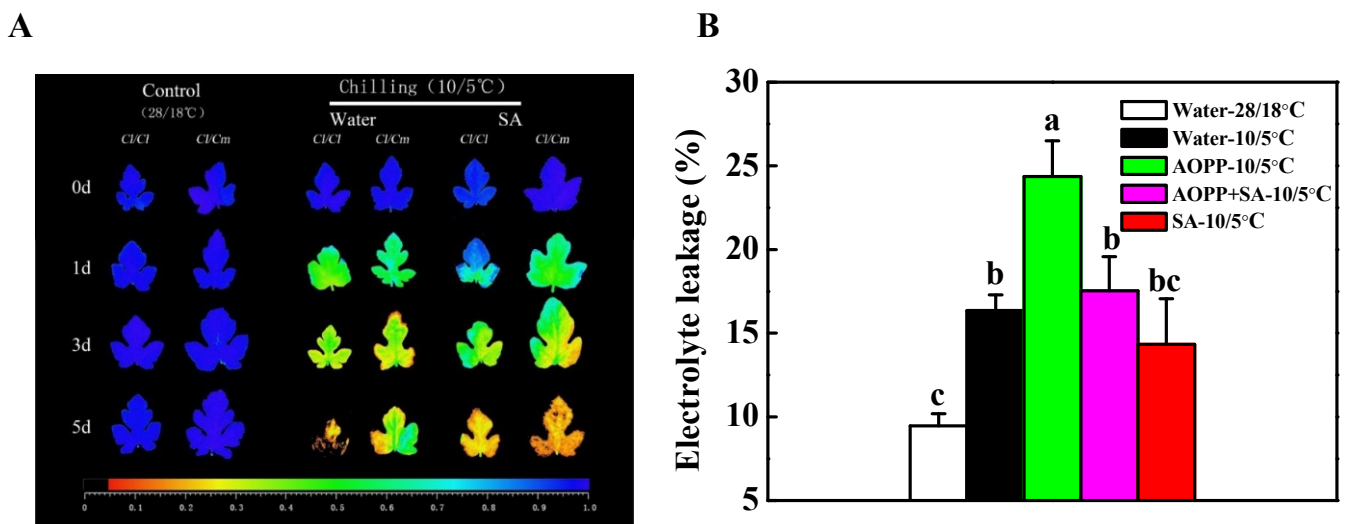 A
Control
(28/18℃)
Chilling (10/5℃)
Water SA
Cl/Cl Cl/Cm Cl/Cl Cl/Cm Cl/Cl Cl/Cm
0d
1d
3d
5d
0 0.1 0.2 0.3 0.4 0.5 0.6 0.7 0.8 0.9 1.0
B
Electrolyte leakage (%)
30
25
20
15
10
5
Water-28/18°C
Water-10/5°C
AOPP-10/5°C
AOPP+SA-10/5°C
SA-10/5°C
c
b
a
b
bc